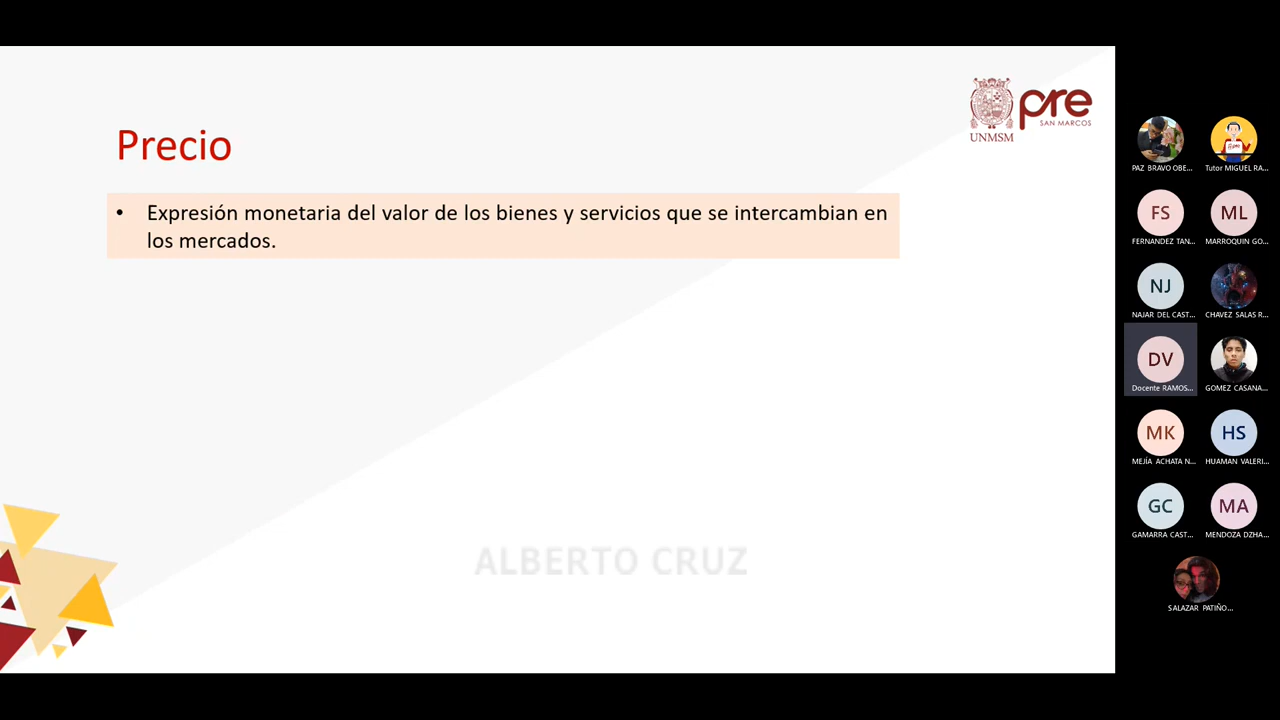 UNMSM
pre
SAN MARCOS
Precio
• Expresión monetaria del valor de los bienes y servicios que se intercambian en
los mercados.
ALBERTO CRUZ
PAZ BRAVO OBE...
Tutor MIGUEL RA...
FS
FERNANDEZ TAN...
ML
MARROQUIN GO...
NJ
NAJAR DEL CAST...
CHAVEZ SALAS R...
DV
Docente RAMOS...
GOMEZ CASANA...
MK
MEJÍA ACHATA N...
HS
HUAMAN VALERI...
GC
GAMARRA CAST...
MA
MENDOZA DZHA...
SALAZAR PATIÑO...